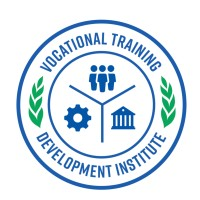 VOCATIONAL TRAINING
DEVELOPMENT INSTITUTE